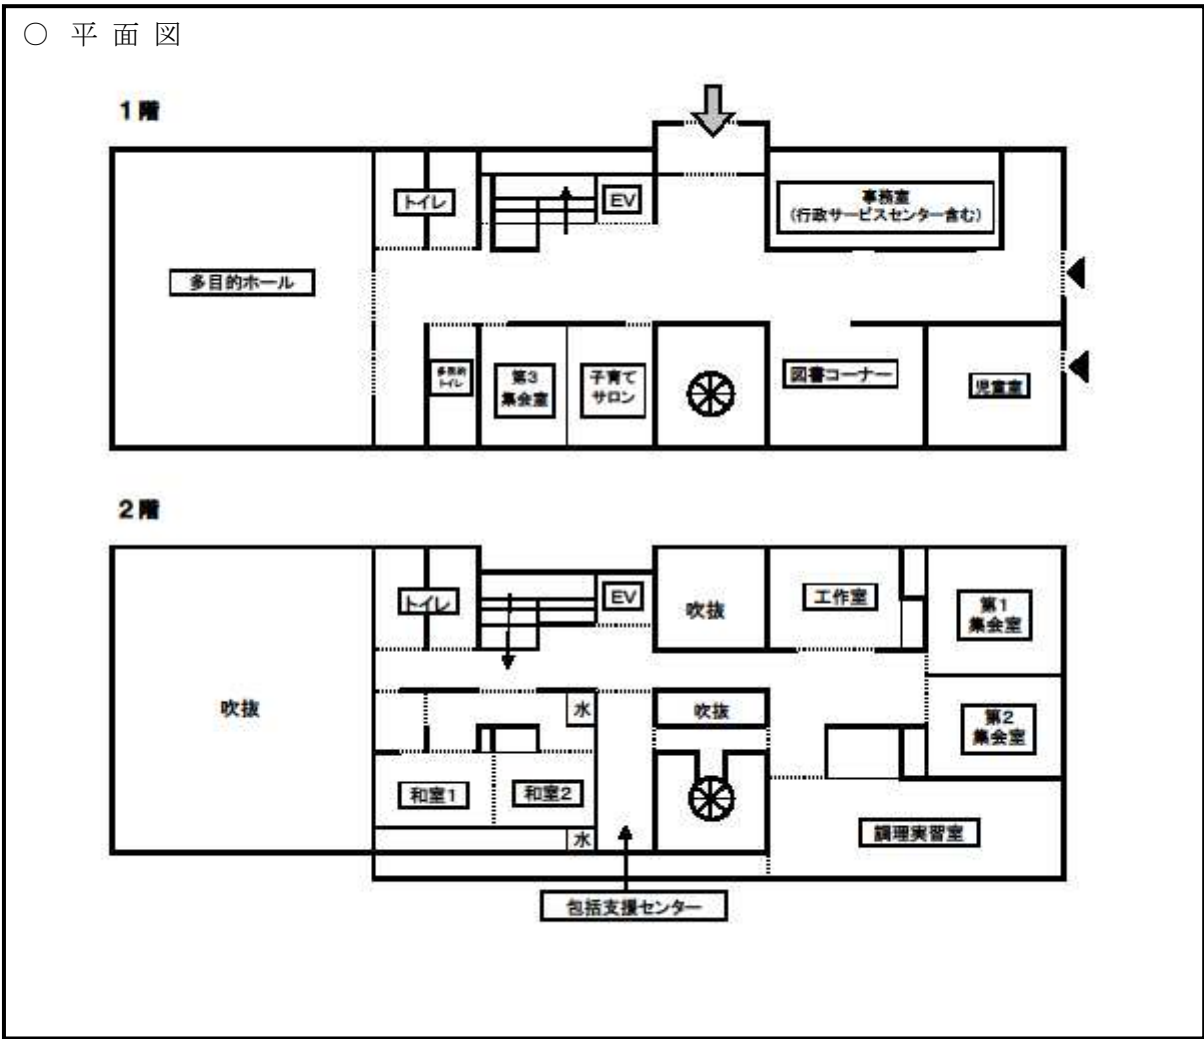 ○ 平面図
1階
トイレ
EV
事務室
(行政サービスセンター含む)
多目的ホール
多目的
トイレ
第3
集会室
子育て
サロン
図書コーナー
児童室
2階
トイレ
EV
吹抜
工作室
第1
集会室
吹抜
水
吹抜
第2
集会室
和室1
和室2
水
調理実習室
包括支援センター